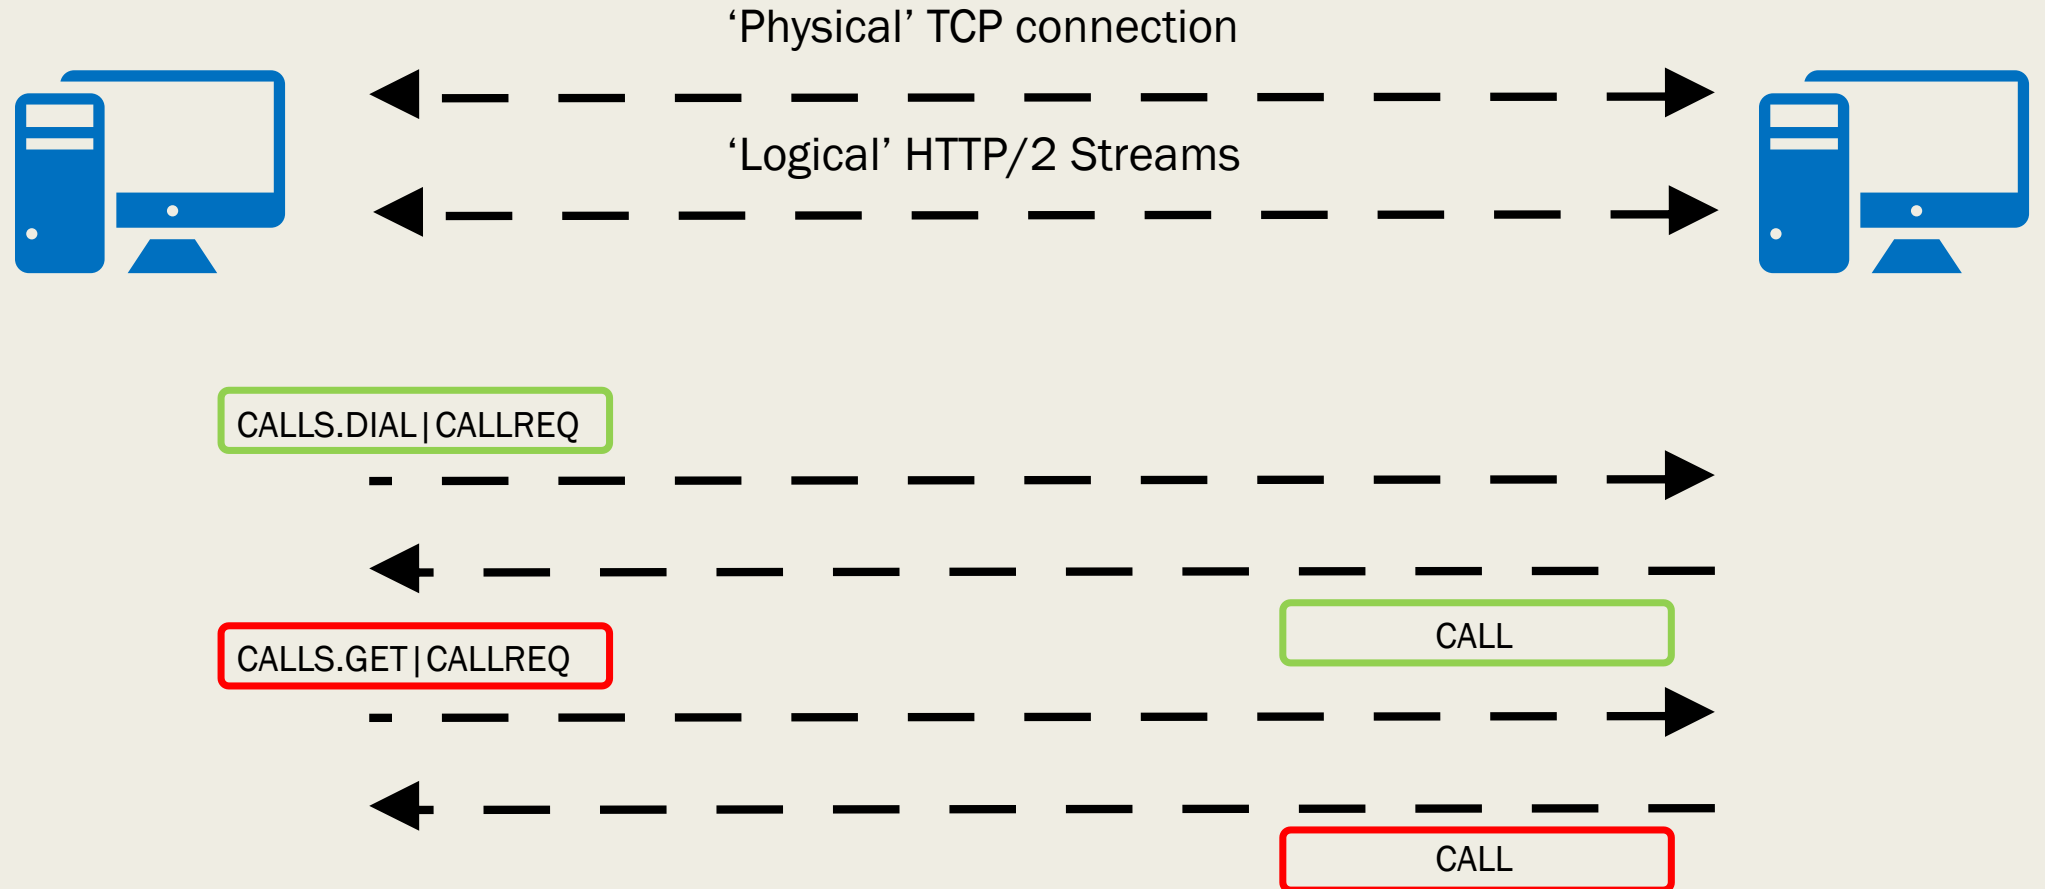 ‘Physical’ TCP connection
‘Logical’ HTTP/2 Streams
CALLS.DIAL|CALLREQ
CALL
CALLS.GET|CALLREQ
CALL